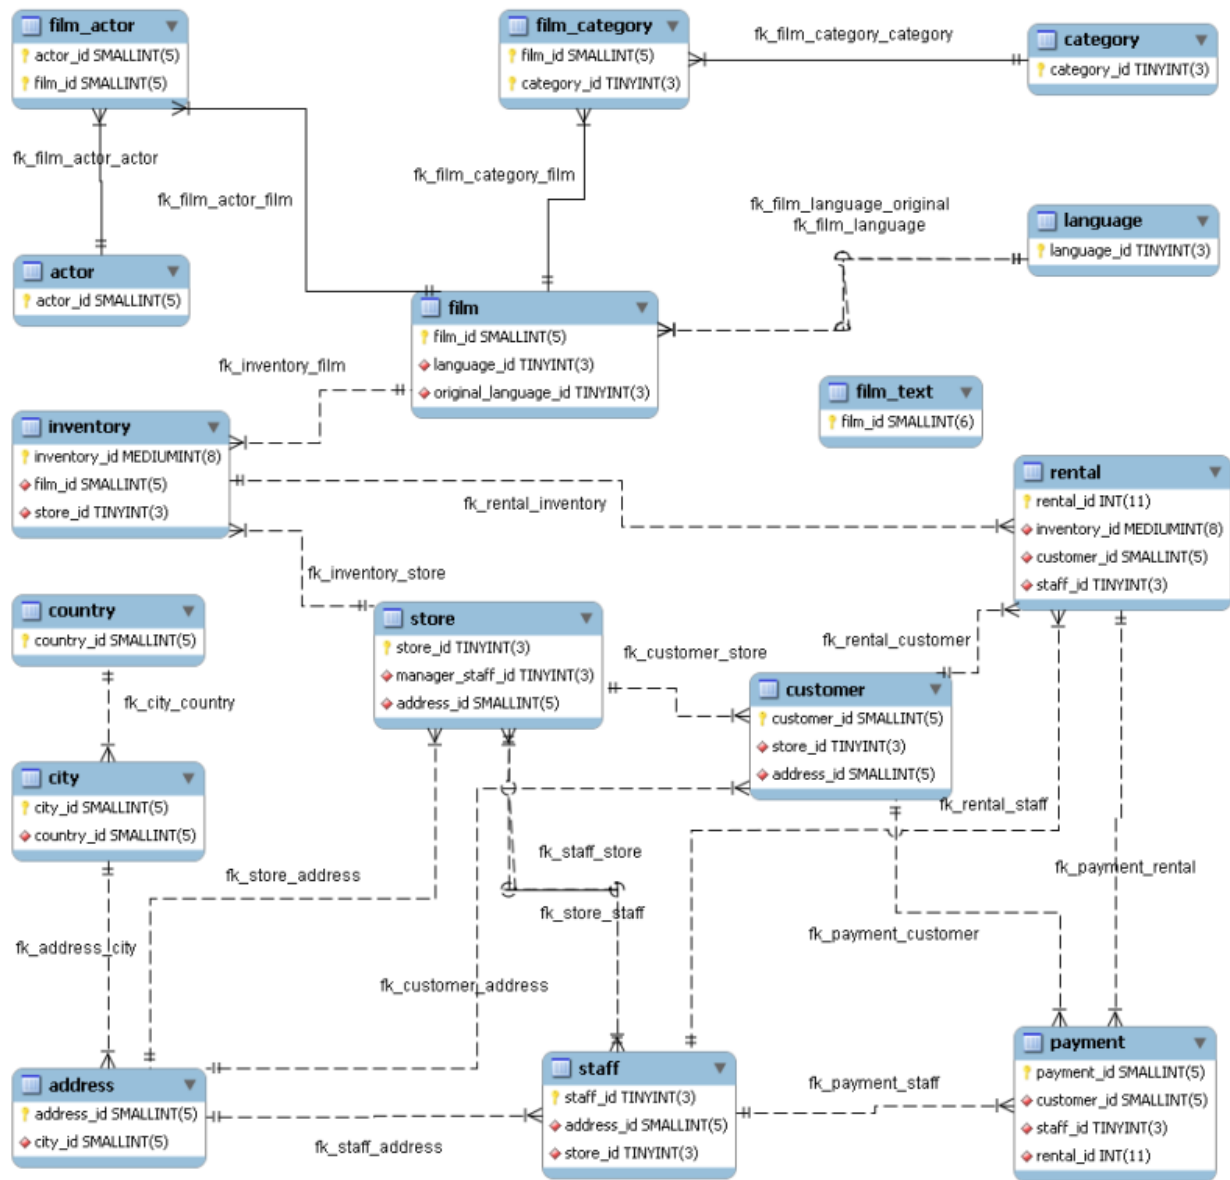 film_actor
actor_id SMALLINT(5)
film_id SMALLINT(5)
film_category
film_id SMALLINT(5)
category_id TINYINT(3)
fk_film_category_category
category
category_id TINYINT(3)
fk_film_actor_actor
fk_film_actor_film
fk_film_category_film
fk_film_language_original
fk_film_language
language
language_id TINYINT(3)
actor
actor_id SMALLINT(5)
film
film_id SMALLINT(5)
language_id TINYINT(3)
original_language_id TINYINT(3)
fk_inventory_film
film_text
film_id SMALLINT(6)
inventory
inventory_id MEDIUMINT(8)
film_id SMALLINT(5)
store_id TINYINT(3)
fk_rental_inventory
rental
rental_id INT(11)
inventory_id MEDIUMINT(8)
customer_id SMALLINT(5)
staff_id TINYINT(3)
fk_inventory_store
country
country_id SMALLINT(5)
store
store_id TINYINT(3)
manager_staff_id TINYINT(3)
address_id SMALLINT(5)
fk_customer_store
fk_rental_customer
customer
customer_id SMALLINT(5)
store_id TINYINT(3)
address_id SMALLINT(5)
fk_city_country
city
city_id SMALLINT(5)
country_id SMALLINT(5)
fk_rental_staff
fk_store_address
fk_staff_store
fk_store_staff
fk_payment_rental
fk_address_city
fk_customer_address
fk_payment_customer
address
address_id SMALLINT(5)
city_id SMALLINT(5)
fk_staff_address
staff
staff_id TINYINT(3)
address_id SMALLINT(5)
store_id TINYINT(3)
fk_payment_staff
payment
payment_id SMALLINT(5)
customer_id SMALLINT(5)
staff_id TINYINT(3)
rental_id INT(11)